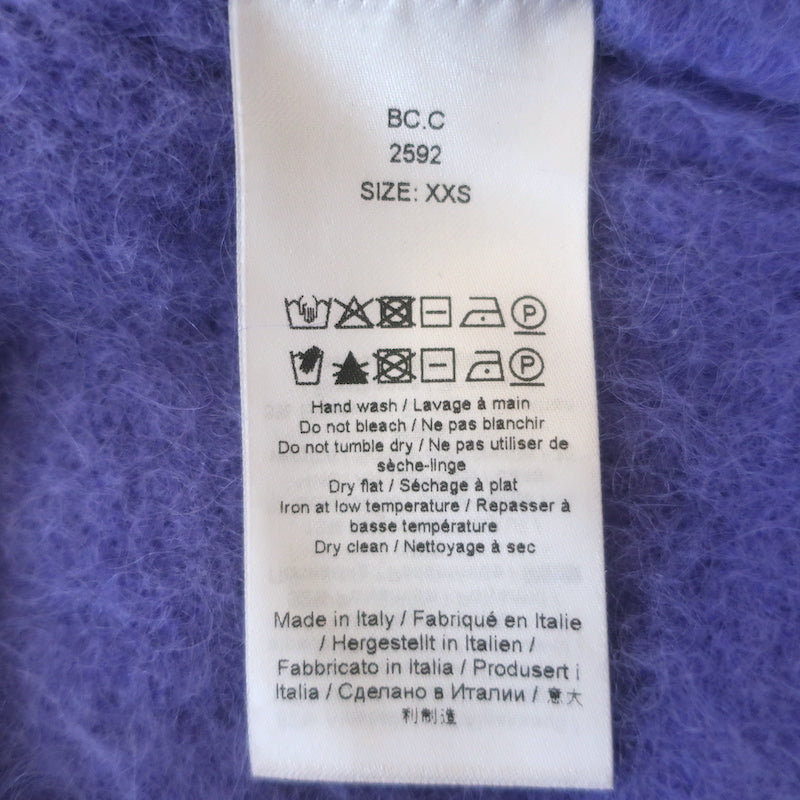 BC.C
2592
SIZE: XXS
P
P
Hand wash / Lavage à main
Do not bleach / Ne pas blanchir
Do not tumble dry / Ne pas utiliser de
sèche-linge
Dry flat / Séchage à plat
Iron at low temperature / Repasser à
basse température
Dry clean / Nettoyage à sec
Made in Italy / Fabriqué en Italie
/ Hergestellt in Italien /
Fabbricato in Italia / Produsert i
Italia / Сделано в Италии / 意大
利制造